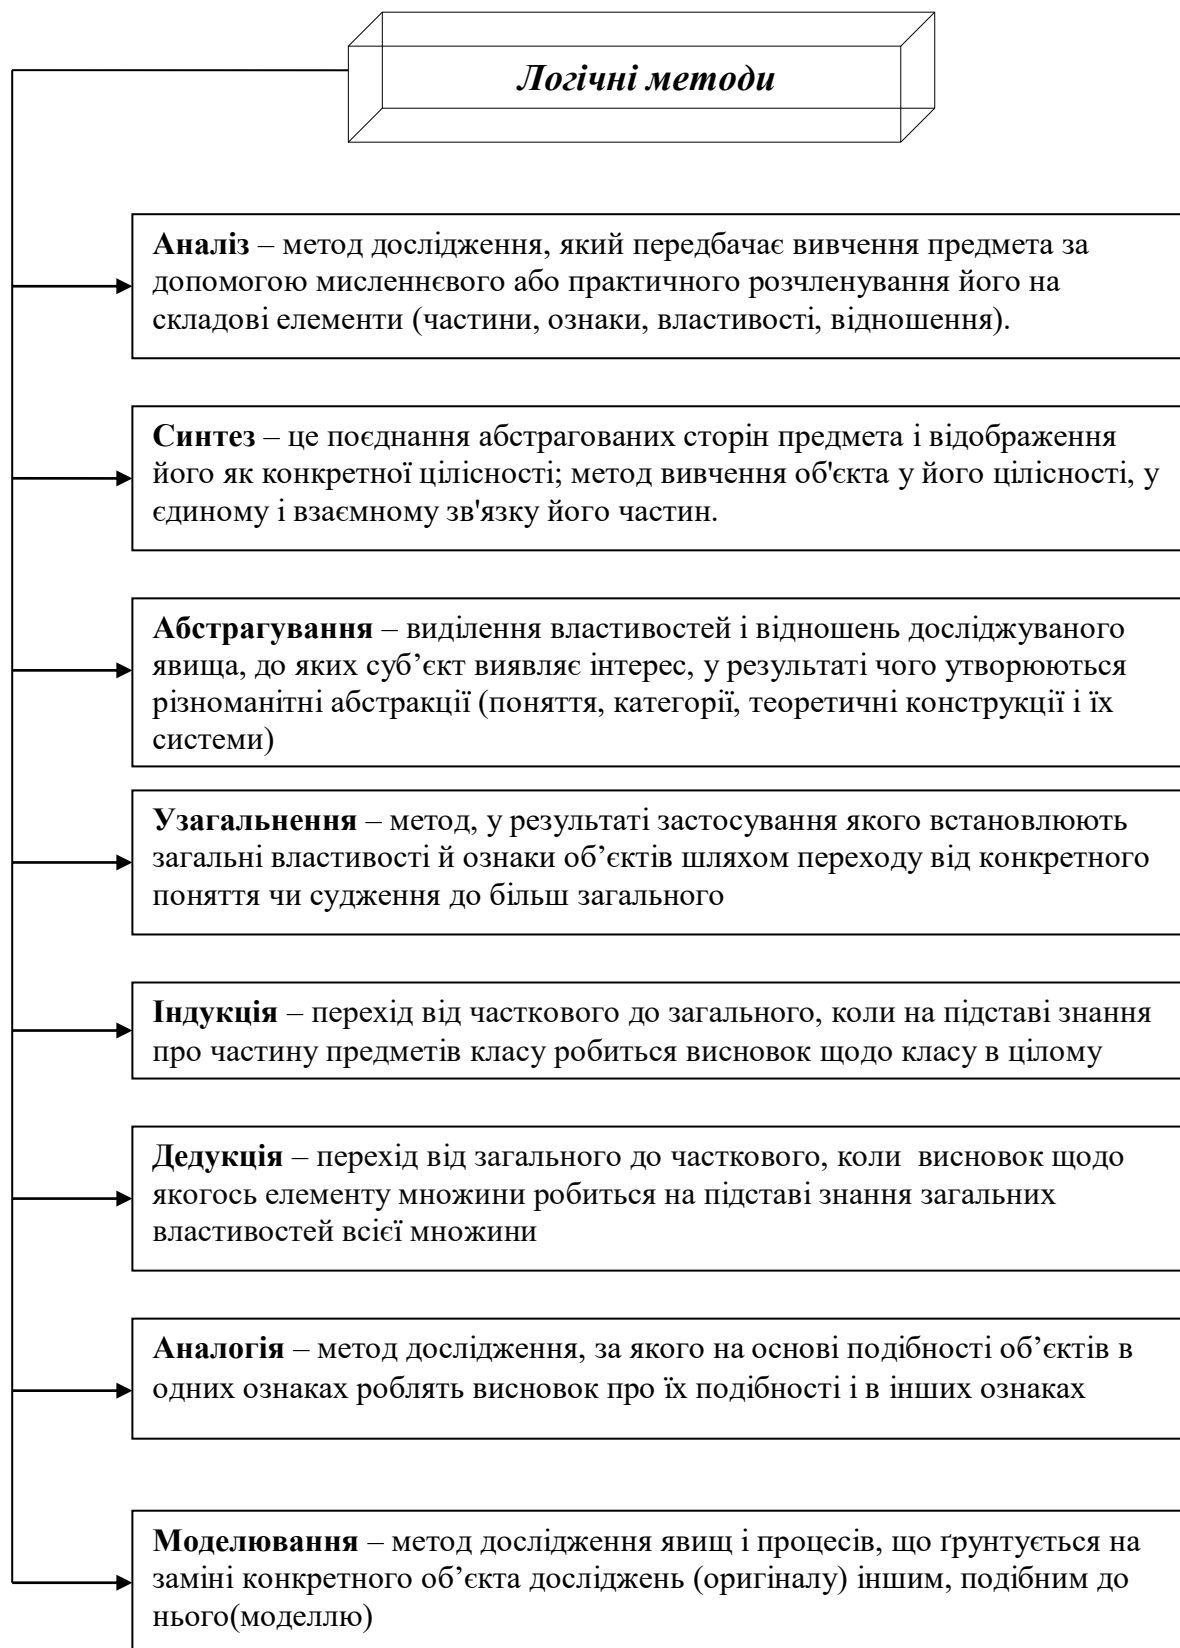 Логічні методи
Аналіз – метод дослідження, який передбачає вивчення предмета за
допомогою мисленнєвого або практичного розчленування його на
складові елементи (частини, ознаки, властивості, відношення).
Синтез – це поєднання абстрагованих сторін предмета і відображення
його як конкретної цілісності; метод вивчення об'єкта у його цілісності, у
єдиному і взаємному зв'язку його частин.
Абстрагування – виділення властивостей і відношень досліджуваного
явища, до яких суб’єкт виявляє інтерес, у результаті чого утворюються
різноманітні абстракції (поняття, категорії, теоретичні конструкції і їх
системи)
Узагальнення – метод, у результаті застосування якого встановлюють
загальні властивості й ознаки об’єктів шляхом переходу від конкретного
поняття чи судження до більш загального
Індукція – перехід від часткового до загального, коли на підставі знання
про частину предметів класу робиться висновок щодо класу в цілому
Дедукція – перехід від загального до часткового, коли  висновок щодо
якогось елементу множини робиться на підставі знання загальних
властивостей всієї множини
Аналогія – метод дослідження, за якого на основі подібності об’єктів в
одних ознаках роблять висновок про їх подібності і в інших ознаках
Моделювання – метод дослідження явищ і процесів, що ґрунтується на
заміні конкретного об’єкта досліджень (оригіналу) іншим, подібним до
нього(моделлю)